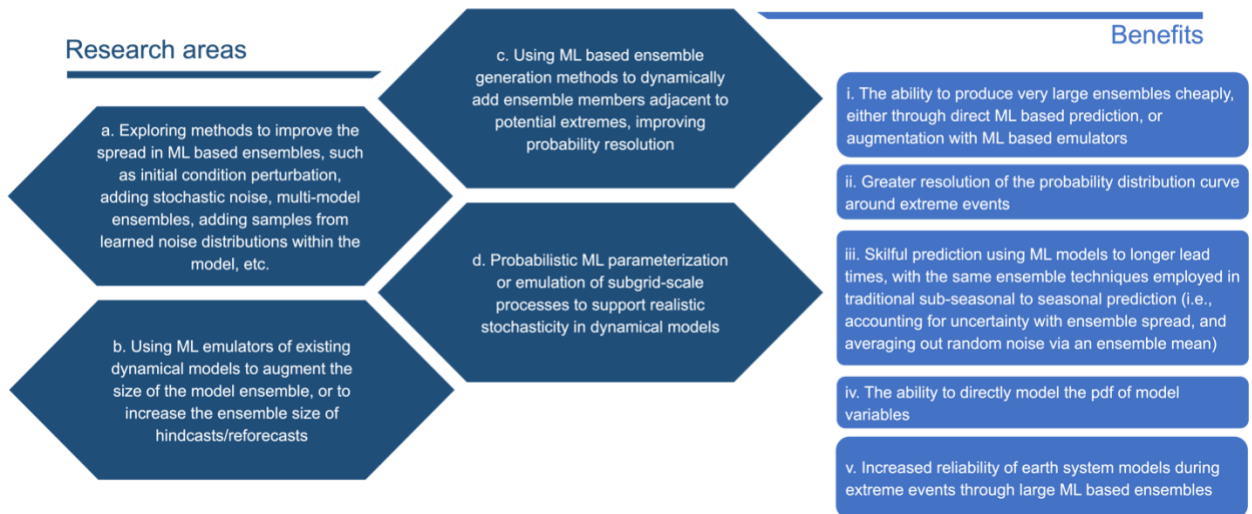 Research areas
a. Exploring methods to improve the
spread in ML based ensembles, such
as initial condition perturbation,
adding stochastic noise, multi-model
ensembles, adding samples from
learned noise distributions within the
model, etc.
b. Using ML emulators of existing
dynamical models to augment the
size of the model ensemble, or to
increase the ensemble size of
hindcasts/reforecasts
c. Using ML based ensemble
generation methods to dynamically
add ensemble members adjacent to
potential extremes, improving
probability resolution
d. Probabilistic ML parameterization
or emulation of subgrid-scale
processes to support realistic
stochasticity in dynamical models
Benefits
i. The ability to produce very large ensembles cheaply,
either through direct ML based prediction, or
augmentation with ML based emulators
ii. Greater resolution of the probability distribution curve
around extreme events
iii. Skilful prediction using ML models to longer lead
times, with the same ensemble techniques employed in
traditional sub-seasonal to seasonal prediction (i.e.,
accounting for uncertainty with ensemble spread, and
averaging out random noise via an ensemble mean)
iv. The ability to directly model the pdf of model
variables
v. Increased reliability of earth system models during
extreme events through large ML based ensembles